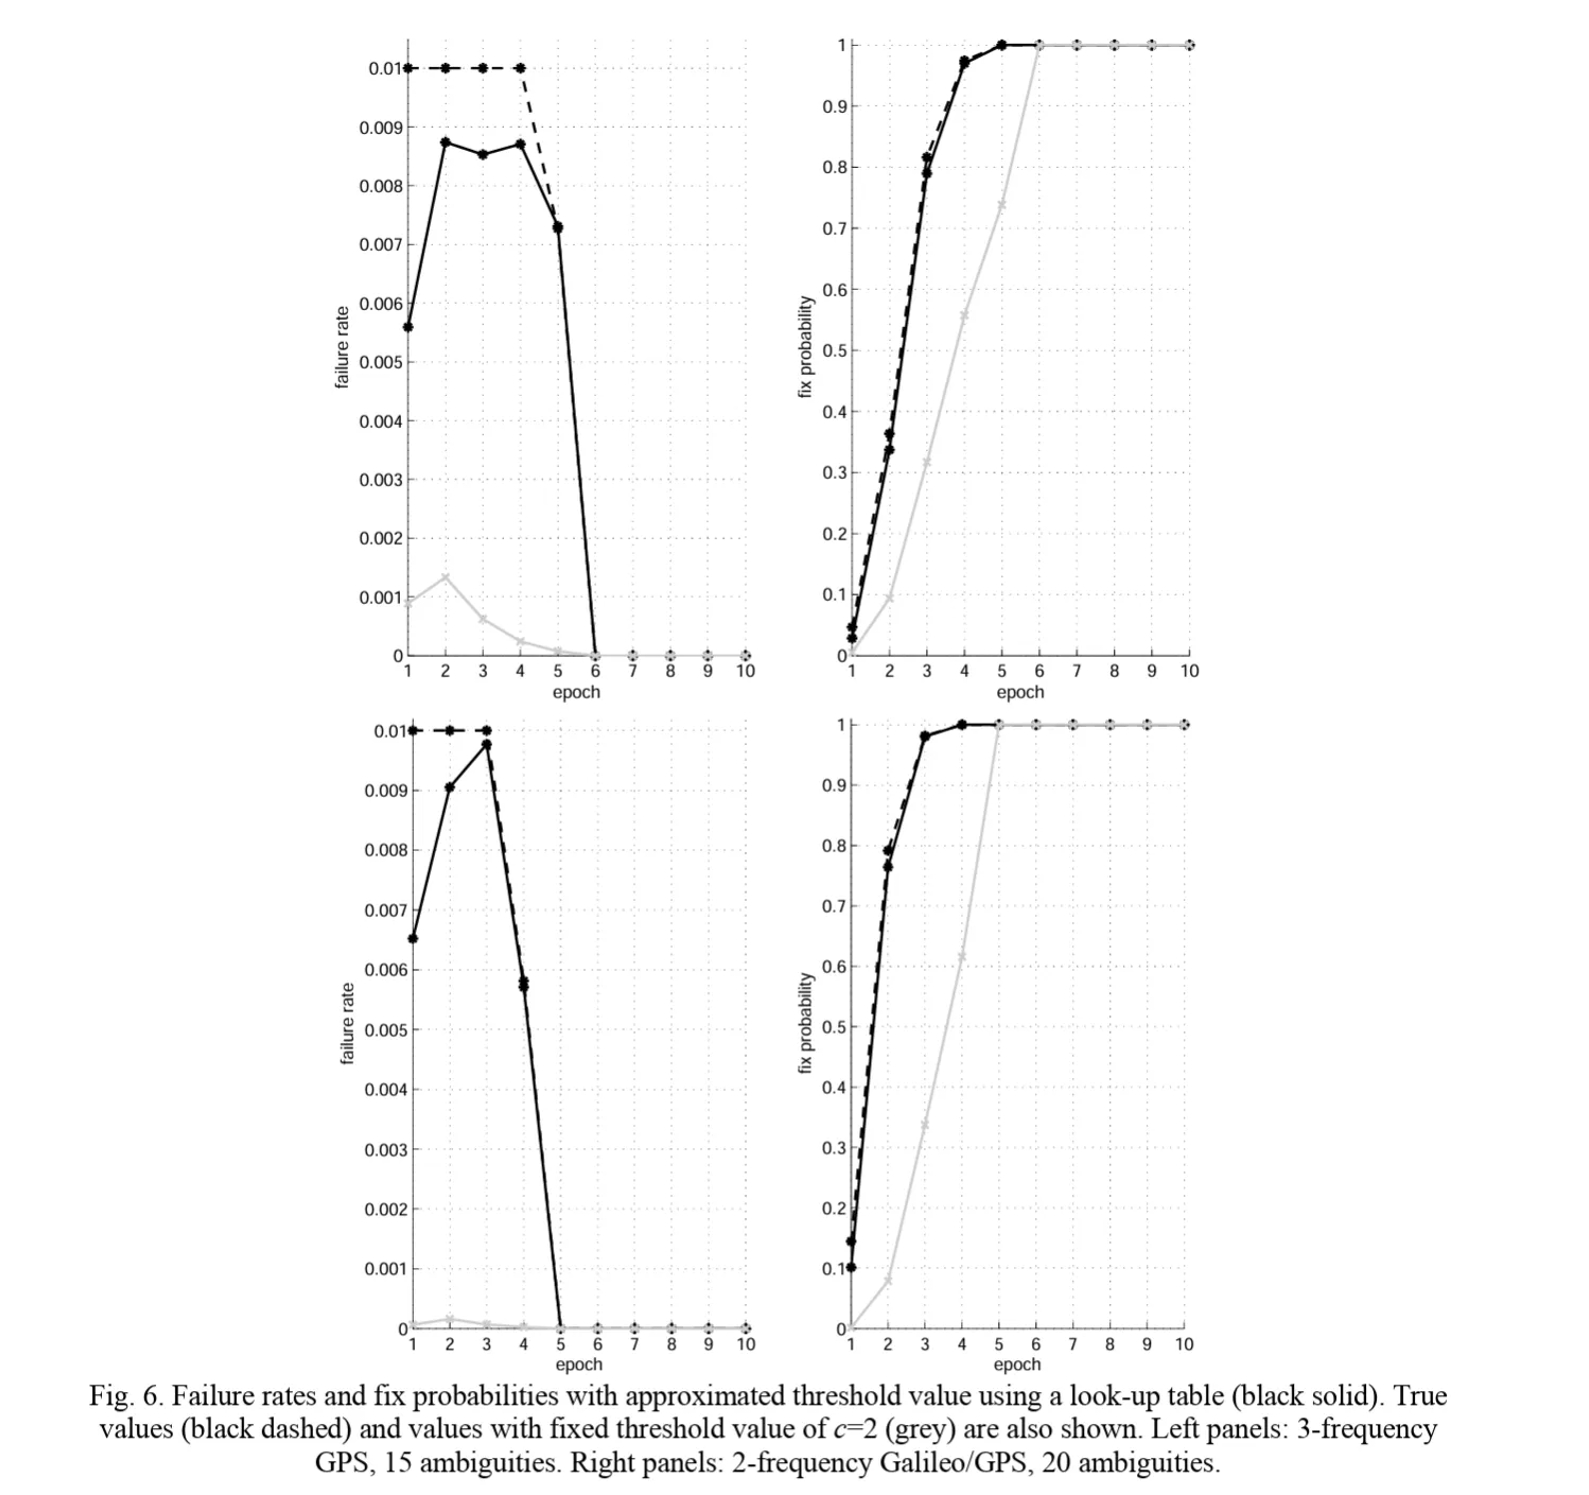 0.01
0.009
0.008
0.007
0.006
0.005
0.004
0.003
0.002
0.001
0
failure rate
1 2 3 4 5 6 7 8 9 10
epoch
1
0.9
0.8
0.7
0.6
0.5
0.4
0.3
0.2
0.1
0
fix probability
1 2 3 4 5 6 7 8 9 10
epoch
0.01
0.009
0.008
0.007
0.006
0.005
0.004
0.003
0.002
0.001
0
failure rate
1 2 3 4 5 6 7 8 9 10
epoch
1
0.9
0.8
0.7
0.6
0.5
0.4
0.3
0.2
0.1
0
fix probability
1 2 3 4 5 6 7 8 9 10
epoch
Fig. 6. Failure rates and fix probabilities with approximated threshold value using a look-up table (black solid). True
values (black dashed) and values with fixed threshold value of c=2 (grey) are also shown. Left panels: 3-frequency
GPS, 15 ambiguities. Right panels: 2-frequency Galileo/GPS, 20 ambiguities.